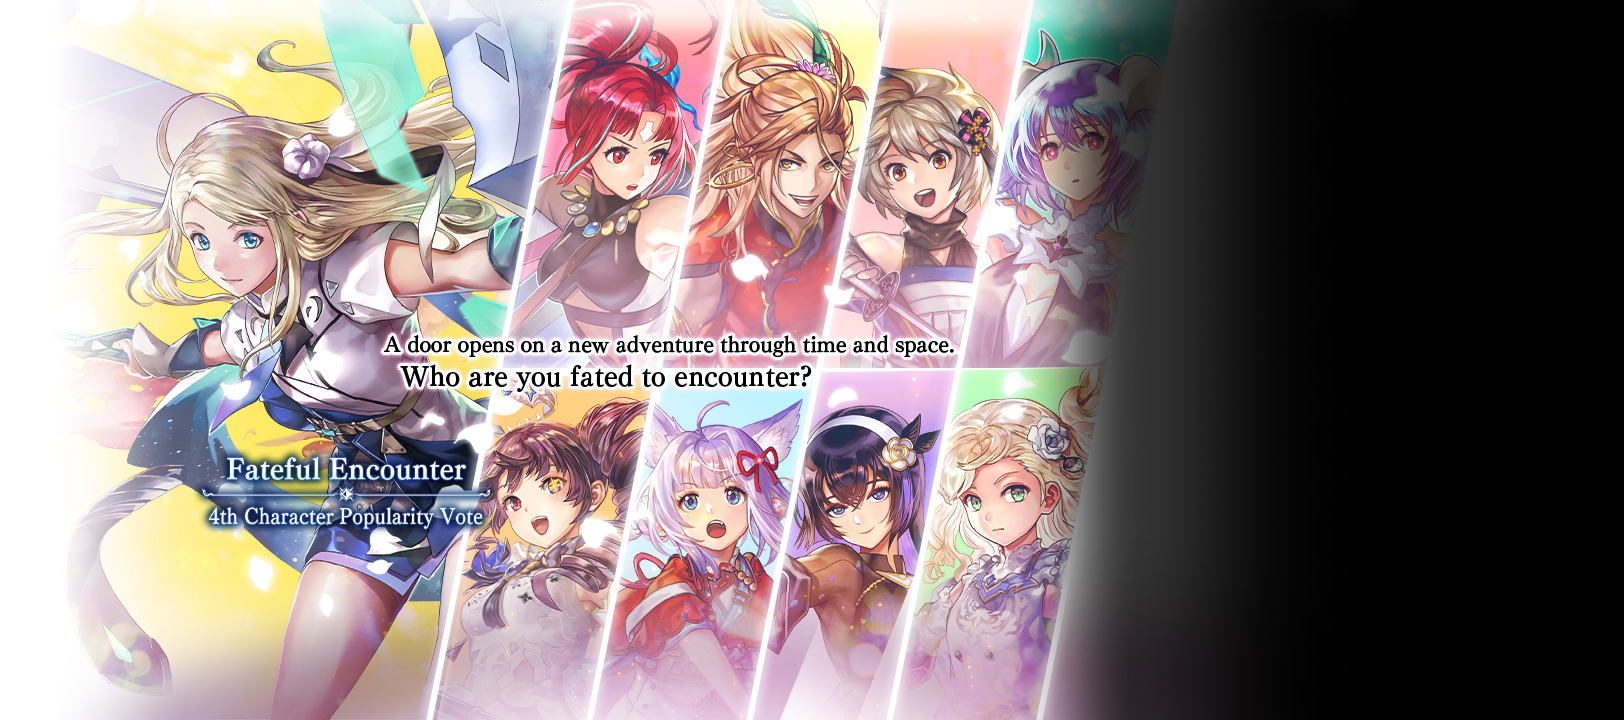 A door opens on a new adventure through time and space.
Who are you fated to encounter?
Fateful Encounter
4th Character Popularity Vote